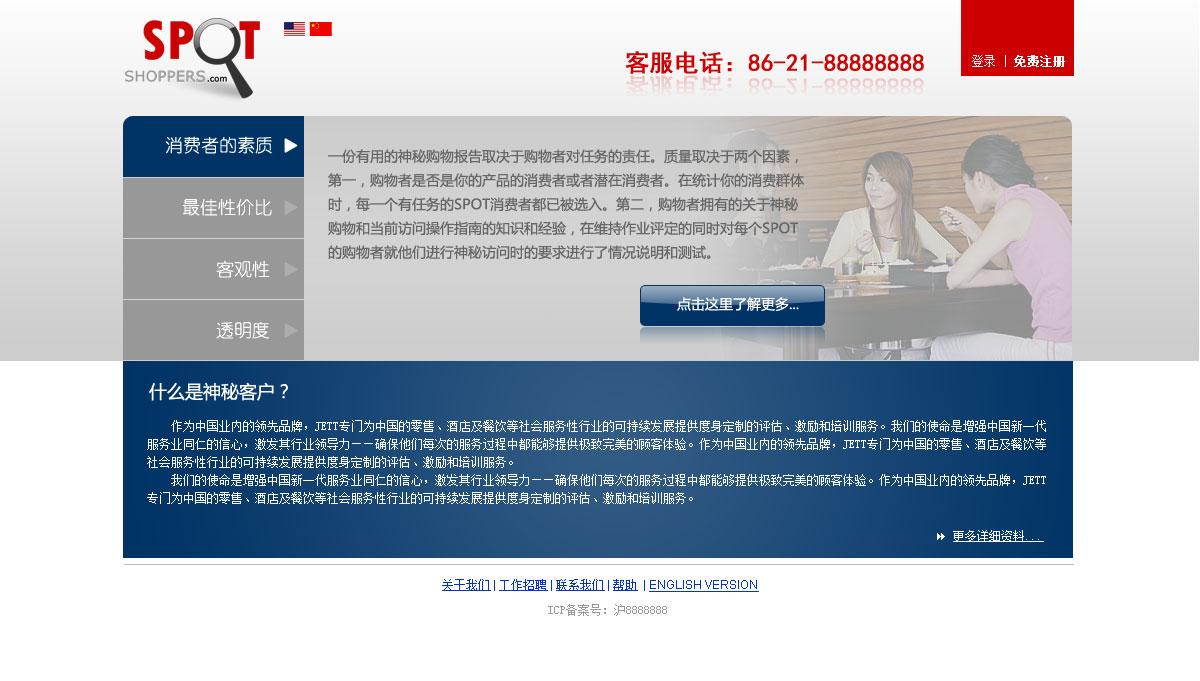 SPOT
SHOPPERS.com
客服电话：86-21-88888888
登录 | 免费注册
消费者的素质
最佳性价比
客观性
透明度
一份有用的神秘购物报告取决于购物者对任务的责任。质量取决于两个因素，
第一，购物者是否是你的产品的消费者或者潜在消费者。在统计你的消费群体
时，每一个有任务的SPOT消费者都已被选入。第二，购物者拥有的关于神秘
购物和当前访问操作指南的知识和经验，在维持作业评定的同时对每个SPOT
的购物者就他们进行神秘访问时的要求进行了情况说明和测试。
点击这里了解更多...
什么是神秘客户？
作为中国业内的领先品牌，JETT专门为中国的零售、酒店及餐饮等社会服务性行业的可持续发展提供度身定制的评估、激励和培训服务。我们的使命是增强中国新一代
服务业同仁的信心，激发其行业领导力——确保他们每次的服务过程中都能够提供极致完美的顾客体验。作为中国业内的领先品牌，JETT专门为中国的零售、酒店及餐饮等
社会服务性行业的可持续发展提供度身定制的评估、激励和培训服务。
我们的使命是增强中国新一代服务业同仁的信心，激发其行业领导力——确保他们每次的服务过程中都能够提供极致完美的顾客体验。作为中国业内的领先品牌，JETT
专门为中国的零售、酒店及餐饮等社会服务性行业的可持续发展提供度身定制的评估、激励和培训服务。
更多详细资料...
关于我们 | 工作招聘 | 联系我们 | 帮助 | ENGLISH VERSION
ICP备案号：沪8888888